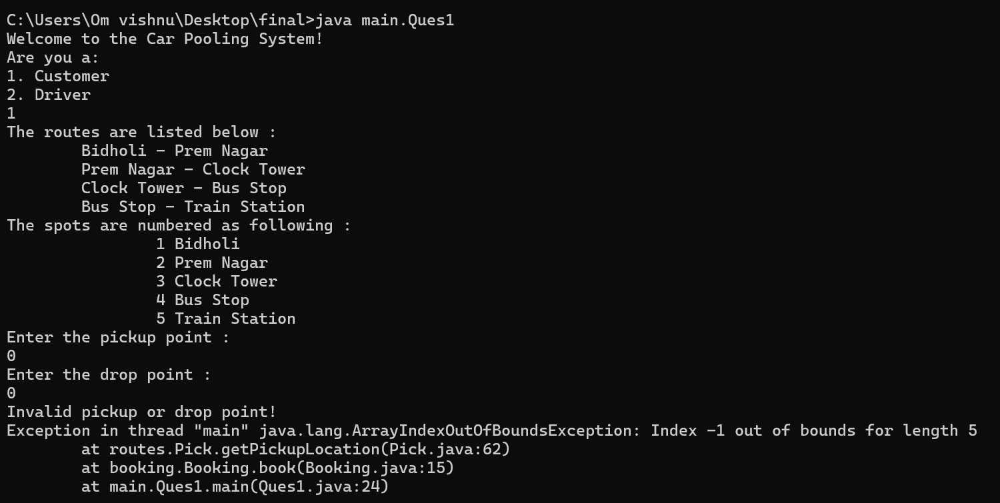 C:\Users\Om vishnu\Desktop\final>java main.Ques1
Welcome to the Car Pooling System!
Are you a:
1. Customer
2. Driver
1
The routes are listed below :
        Bidholi - Prem Nagar
        Prem Nagar - Clock Tower
        Clock Tower - Bus Stop
        Bus Stop - Train Station
The spots are numbered as following :
                1 Bidholi
                2 Prem Nagar
                3 Clock Tower
                4 Bus Stop
                5 Train Station
Enter the pickup point :
0
Enter the drop point :
0
Invalid pickup or drop point!
Exception in thread "main" java.lang.ArrayIndexOutOfBoundsException: Index -1 out of bounds for length 5
        at routes.Pick.getPickupLocation(Pick.java:62)
        at booking.Booking.book(Booking.java:15)
        at main.Ques1.main(Ques1.java:24)